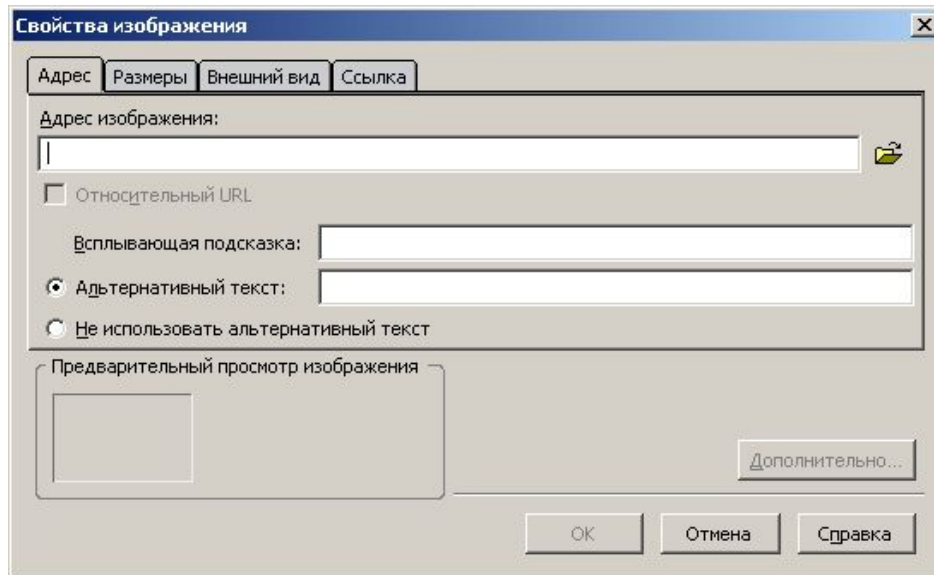 Свойства изображения
Адрес Размеры Внешний вид Ссылка
Адрес изображения:
Относительный URL
Всплывающая подсказка:
Альтернативный текст:
Не использовать альтернативный текст
Предварительный просмотр изображения
Дополнительно...
OK Отмена Справка